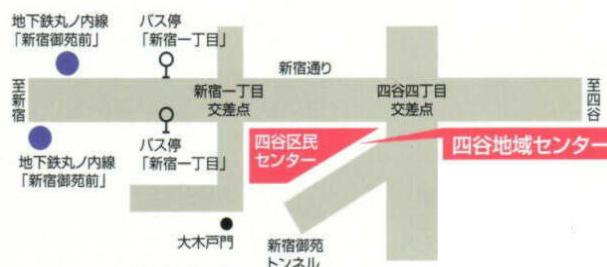 地下鉄丸ノ内線
「新宿御苑前」
バス停
「新宿一丁目」
至新宿
新宿一丁目
交差点
新宿通り
四谷四丁目
交差点
至四谷
地下鉄丸ノ内線
「新宿御苑前」
バス停
「新宿一丁目」
四谷区民
センター
四谷地域センター
大木戸門
新宿御苑
トンネル